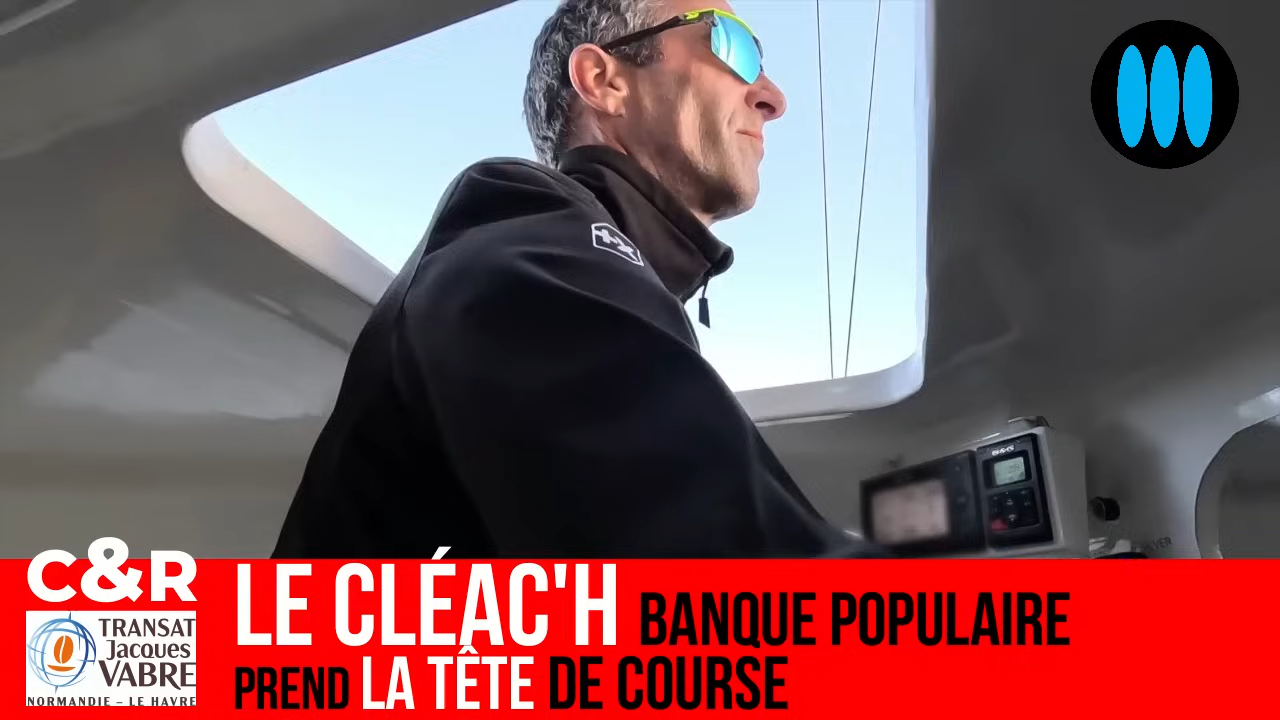 C&R
TRANSAT
Jacques
VABRE
NORMANDIE – LE HAVRE
LE CLÉAC'H BANQUE POPULAIRE
PREND LA TÊTE DE COURSE